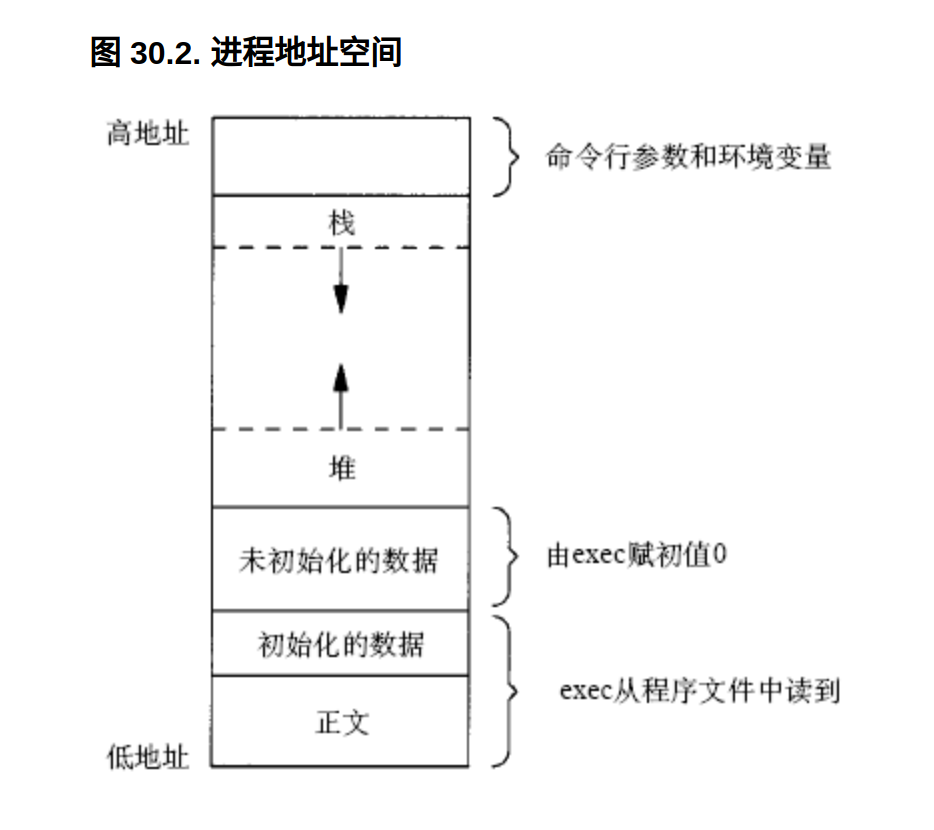 图 30.2. 进程地址空间
高地址
命令行参数和环境变量
栈
堆
未初始化的数据
由exec赋初值0
初始化的数据
exec从程序文件中读到
正文
低地址